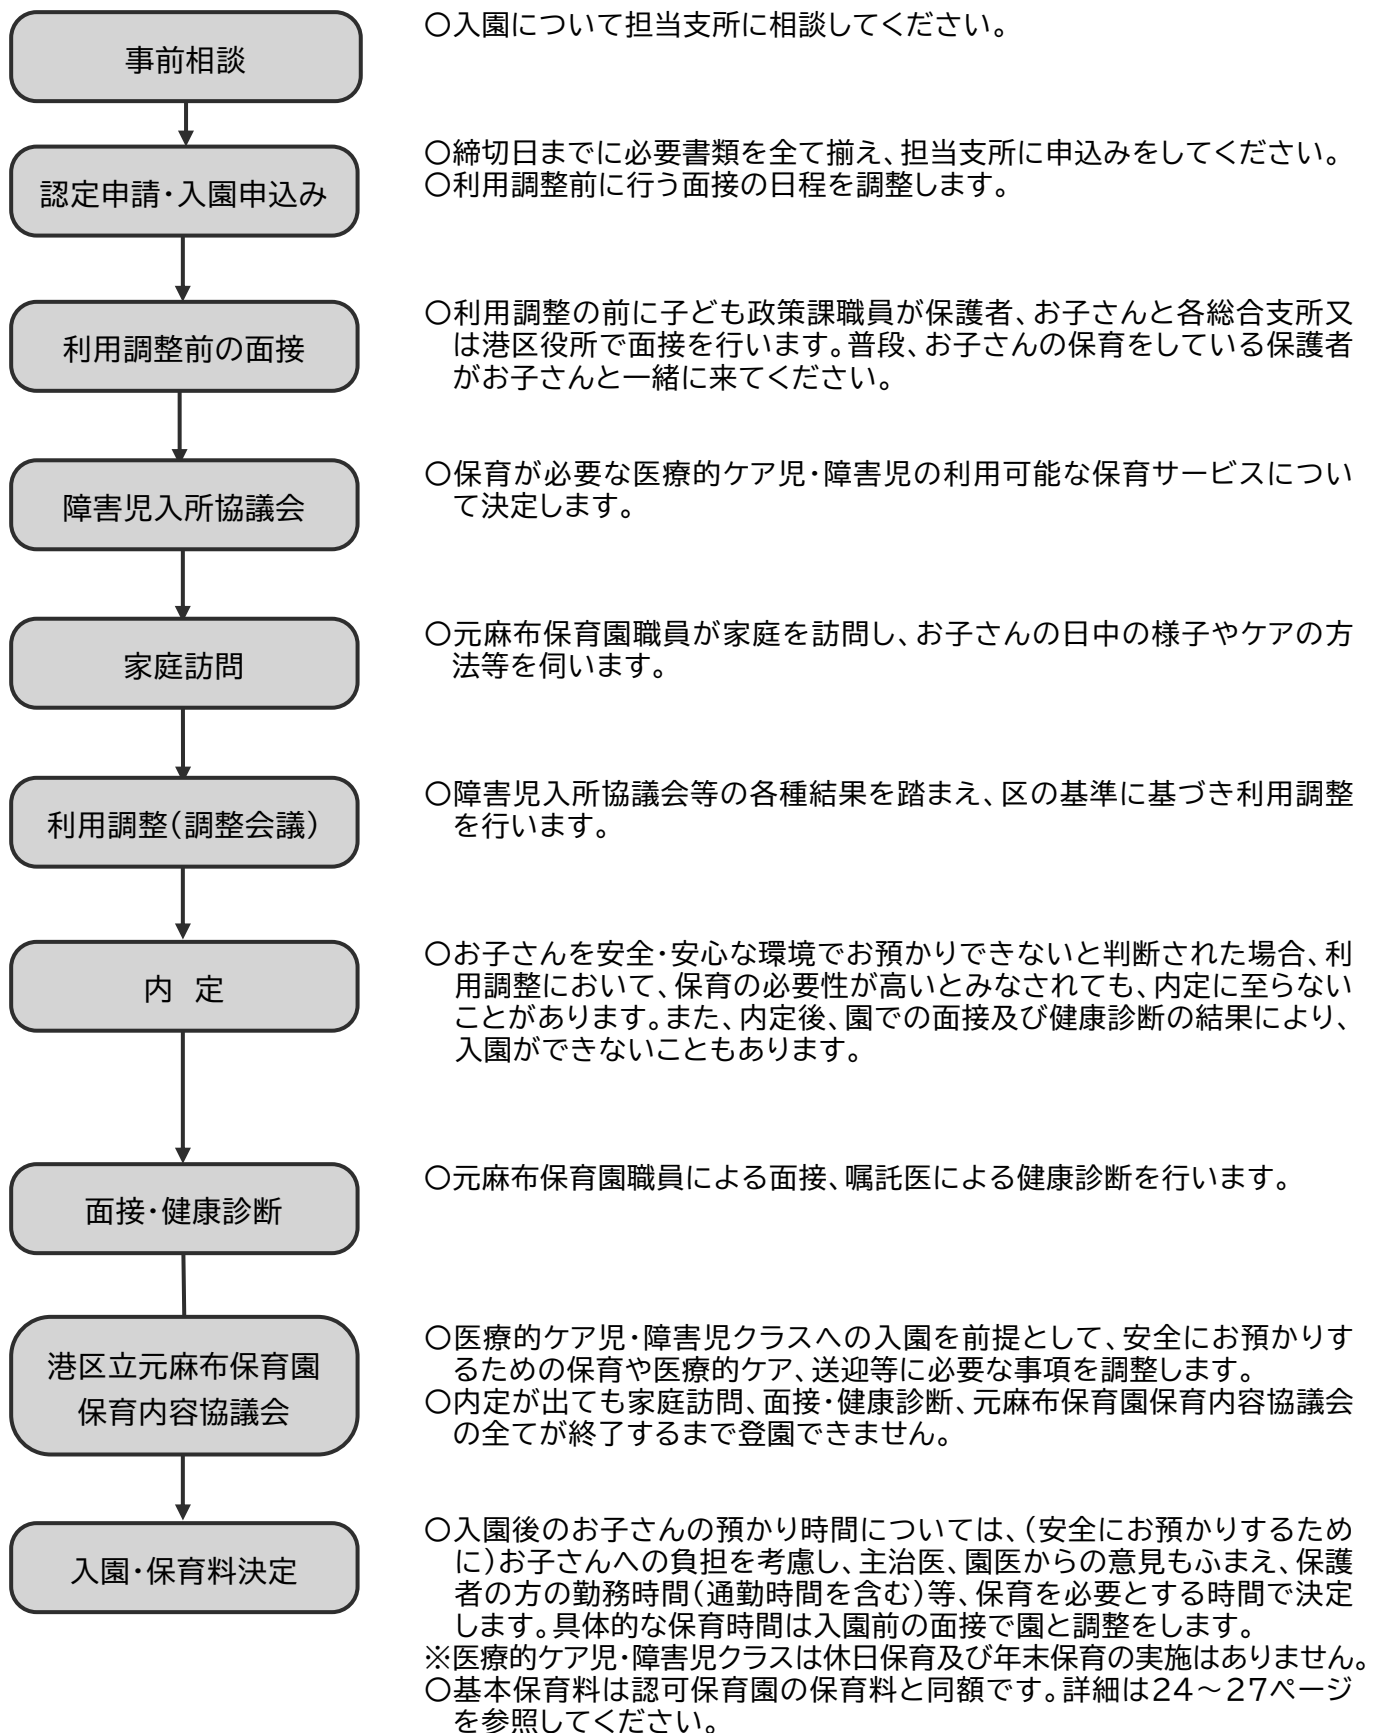 事前相談
〇入園について担当支所に相談してください。
認定申請・入園申込み
〇締切日までに必要書類を全て揃え、担当支所に申込みをしてください。
〇利用調整前に行う面接の日程を調整します。
利用調整前の面接
〇利用調整の前に子ども政策課職員が保護者、お子さんと各総合支所又
は港区役所で面接を行います。普段、お子さんの保育をしている保護者
がお子さんと一緒に来てください。
障害児入所協議会
〇保育が必要な医療的ケア児・障害児の利用可能な保育サービスについ
て決定します。
家庭訪問
〇元麻布保育園職員が家庭を訪問し、お子さんの日中の様子やケアの方
法等を伺います。
利用調整（調整会議）
〇障害児入所協議会等の各種結果を踏まえ、区の基準に基づき利用調整
を行います。
内 定
〇お子さんを安全・安心な環境でお預かりできないと判断された場合、利
用調整において、保育の必要性が高いとみなされても、内定に至らない
ことがあります。また、内定後、園での面接及び健康診断の結果により、
入園ができないこともあります。
面接・健康診断
〇元麻布保育園職員による面接、嘱託医による健康診断を行います。
港区立元麻布保育園
保育内容協議会
〇医療的ケア児・障害児クラスへの入園を前提として、安全にお預かりす
るための保育や医療的ケア、送迎等に必要な事項を調整します。
〇内定が出ても家庭訪問、面接・健康診断、元麻布保育園保育内容協議会
の全てが終了するまで登園できません。
入園・保育料決定
〇入園後のお子さんの預かり時間については、（安全にお預かりするため
に）お子さんへの負担を考慮し、主治医、園医からの意見もふまえ、保護
者の方の勤務時間（通勤時間を含む）等、保育を必要とする時間で決定
します。具体的な保育時間は入園前の面接で園と調整をします。
※医療的ケア児・障害児クラスは休日保育及び年末保育の実施はありません。
〇基本保育料は認可保育園の保育料と同額です。詳細は24～27ページ
を参照してください。